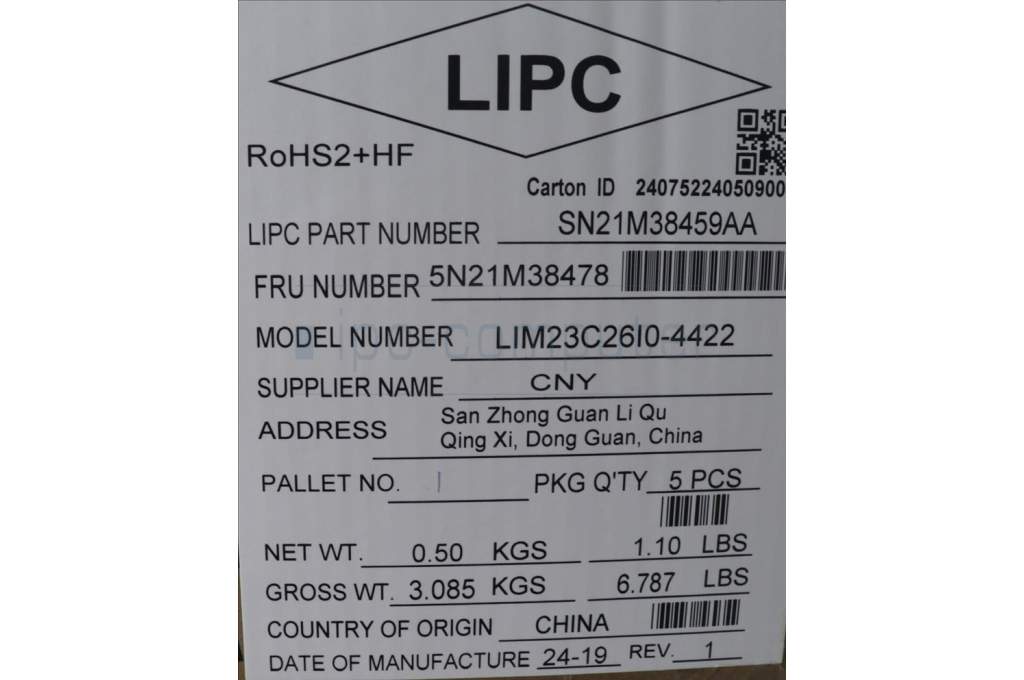 LIPC
RoHS2+HF
Carton ID 24075224050900
LIPC PART NUMBER SN21M38459AA
FRU NUMBER 5N21M38478
MODEL NUMBER LIM23C26I0-4422
ipc computer
SUPPLIER NAME CNY
ADDRESS San Zhong Guan Li Qu
Qing Xi, Dong Guan, China
PALLET NO. 1 PKG Q'TY 5 PCS
NET WT. 0.50 KGS 1.10 LBS
GROSS WT. 3.085 KGS 6.787 LBS
COUNTRY OF ORIGIN CHINA
DATE OF MANUFACTURE 24-19 REV. 1